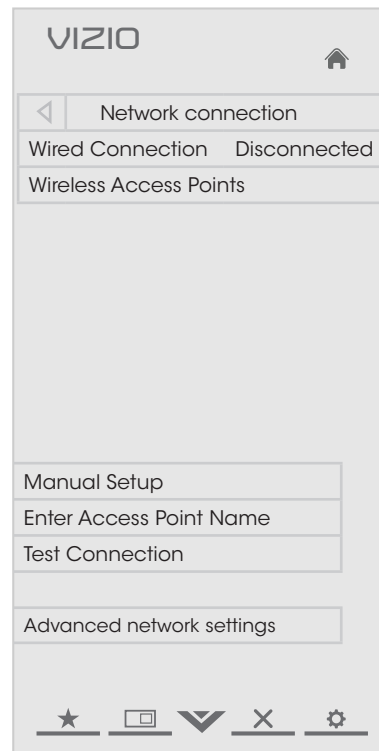 VIZIO
Network connection
Wired Connection Disconnected
Wireless Access Points
Manual Setup
Enter Access Point Name
Test Connection
Advanced network settings